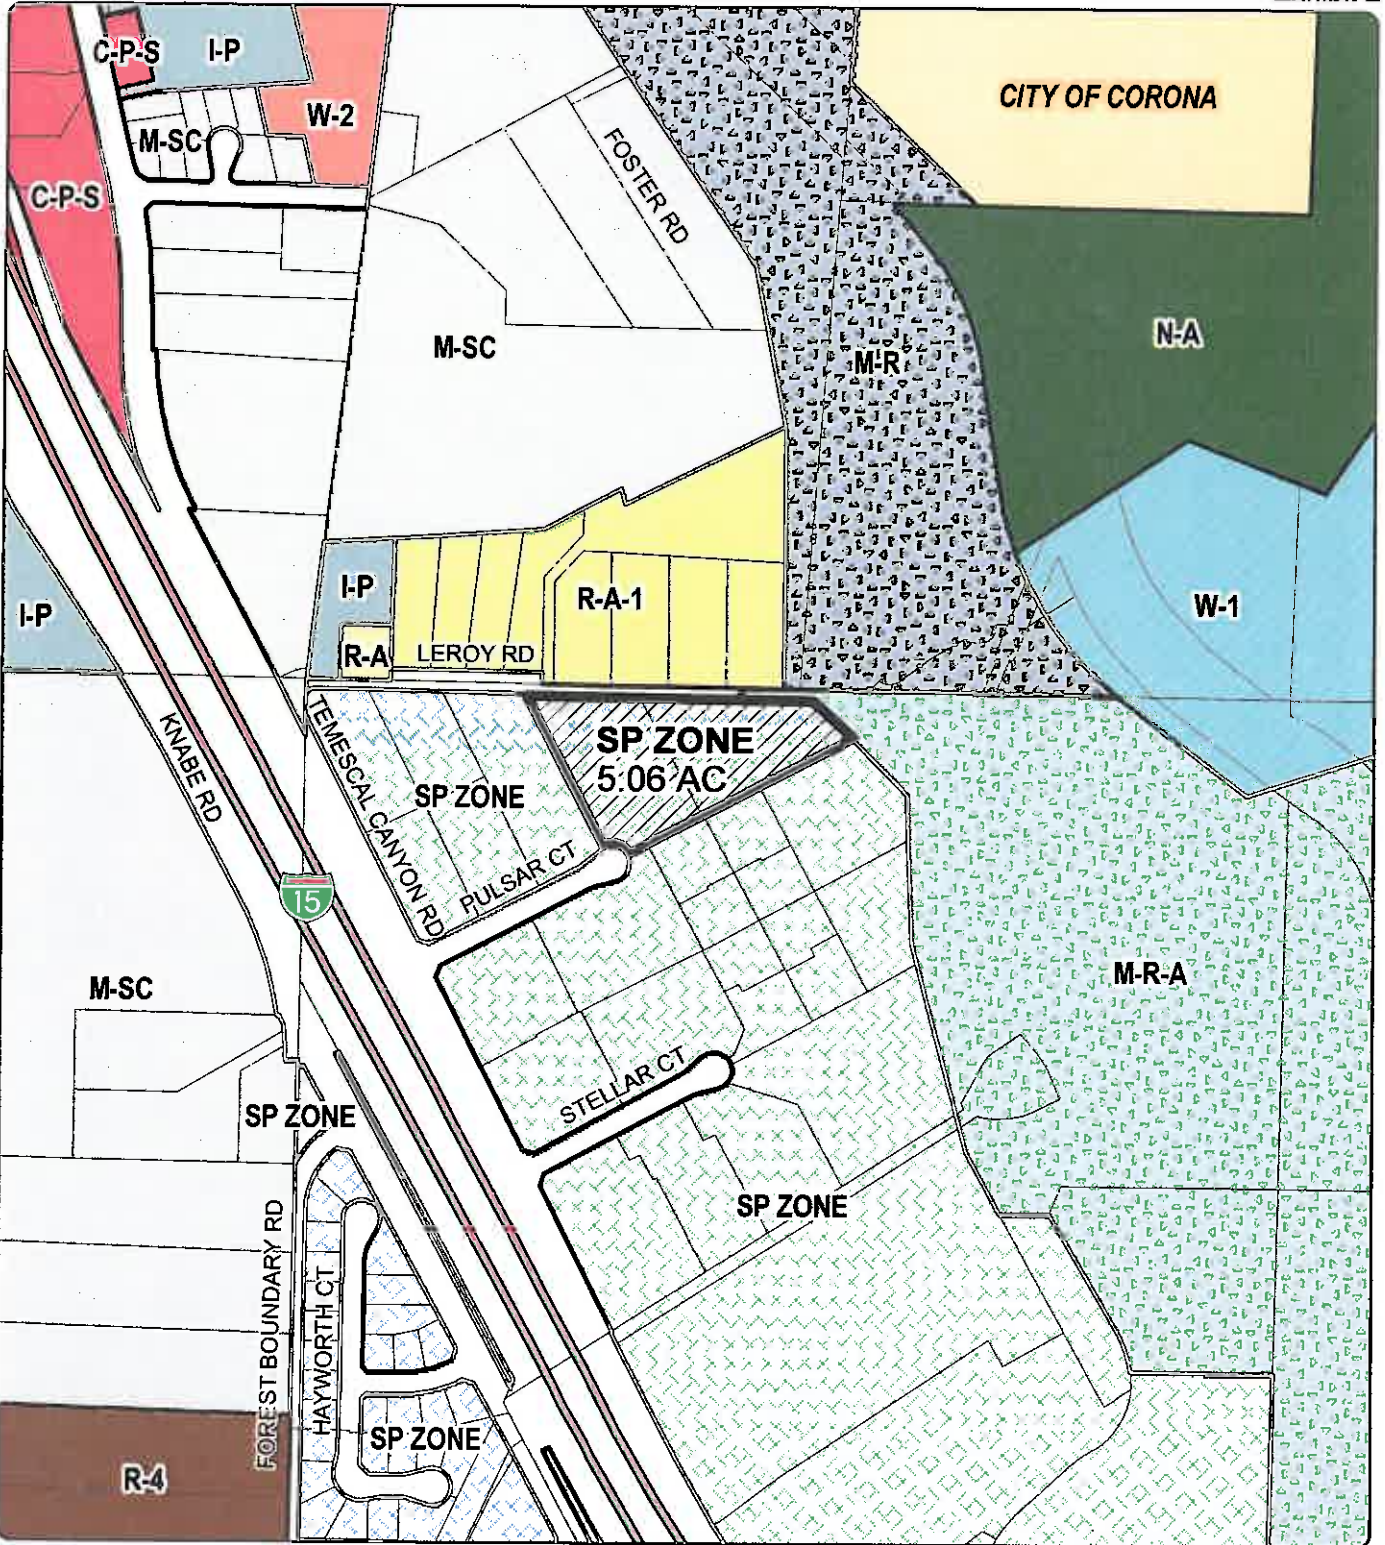 C-P-S
I-P
W-2
CITY OF CORONA
M-SC
FOSTER RD
C-P-S
N-A
M-SC
M-R
I-P
R-A-1
W-1
I-P
R-A
LEROY RD
KNABE RD
TEMESCAL CANYON RD
SP ZONE
5.06 AC
SP ZONE
PULSAR CT
15
M-SC
M-R-A
STELLAR CT
SP ZONE
SP ZONE
FOREST BOUNDARY RD
HAYWORTH CT
SP ZONE
R-4